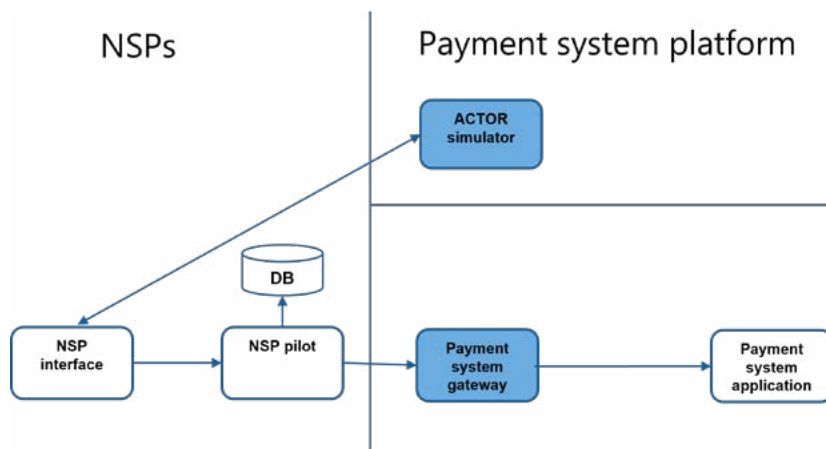 NSPs
Payment system platform
ACTOR
simulator
DB
NSP
interface
NSP pilot
Payment
system
gateway
Payment
system
application